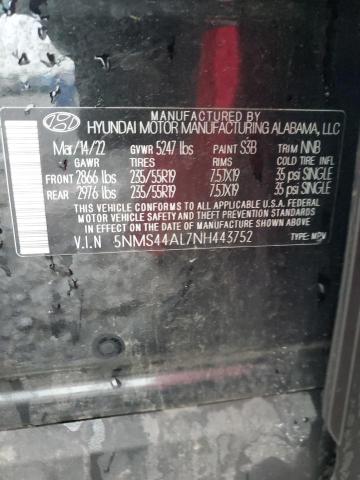 MANUFACTURED BY
HYUNDAI MOTOR MANUFACTURING ALABAMA, LLC
Mar/14/22 GVWR 5247 lbs PAINT S3B TRIM NNB
GAWR TIRES RIMS COLD TIRE INFL
FRONT 2866 lbs 235/55R19 7.5JX19 35 psi SINGLE
REAR 2976 lbs 235/55R19 7.5JX19 35 psi SINGLE
THIS VEHICLE CONFORMS TO ALL APPLICABLE FEDERAL
MOTOR VEHICLE SAFETY AND THEFT PREVENTION STANDARDS
IN EFFECT ON THE DATE OF MANUFACTURE SHOWN ABOVE.
V.I.N 5NMS44AL7NH443752 TYPE: MPV